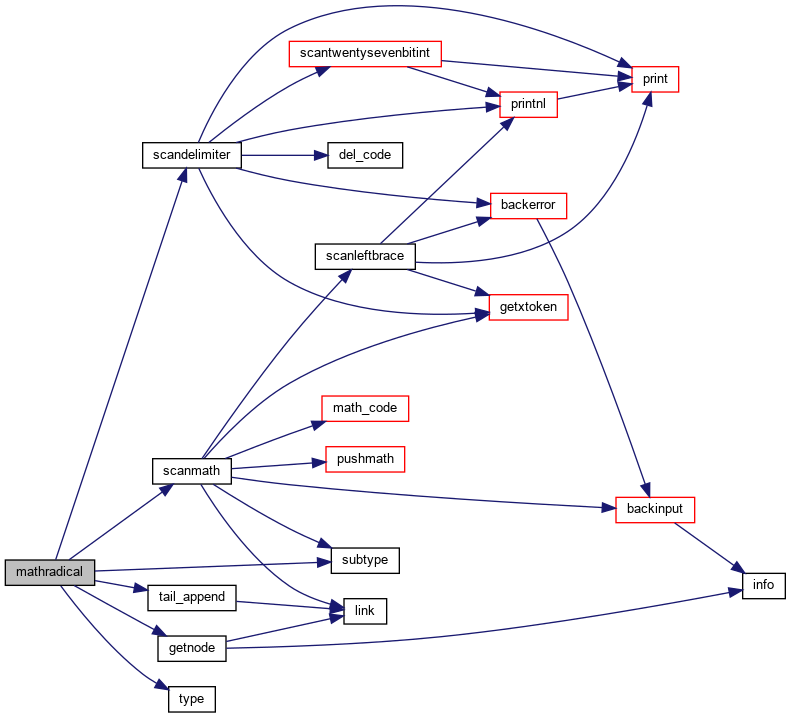 scantwentysevenbitint
print
printnl
scandelimiter
del_code
backerror
scanleftbrace
getxtoken
math_code
pushmath
scanmath
backinput
subtype
mathradical
info
tail_append
link
getnode
type